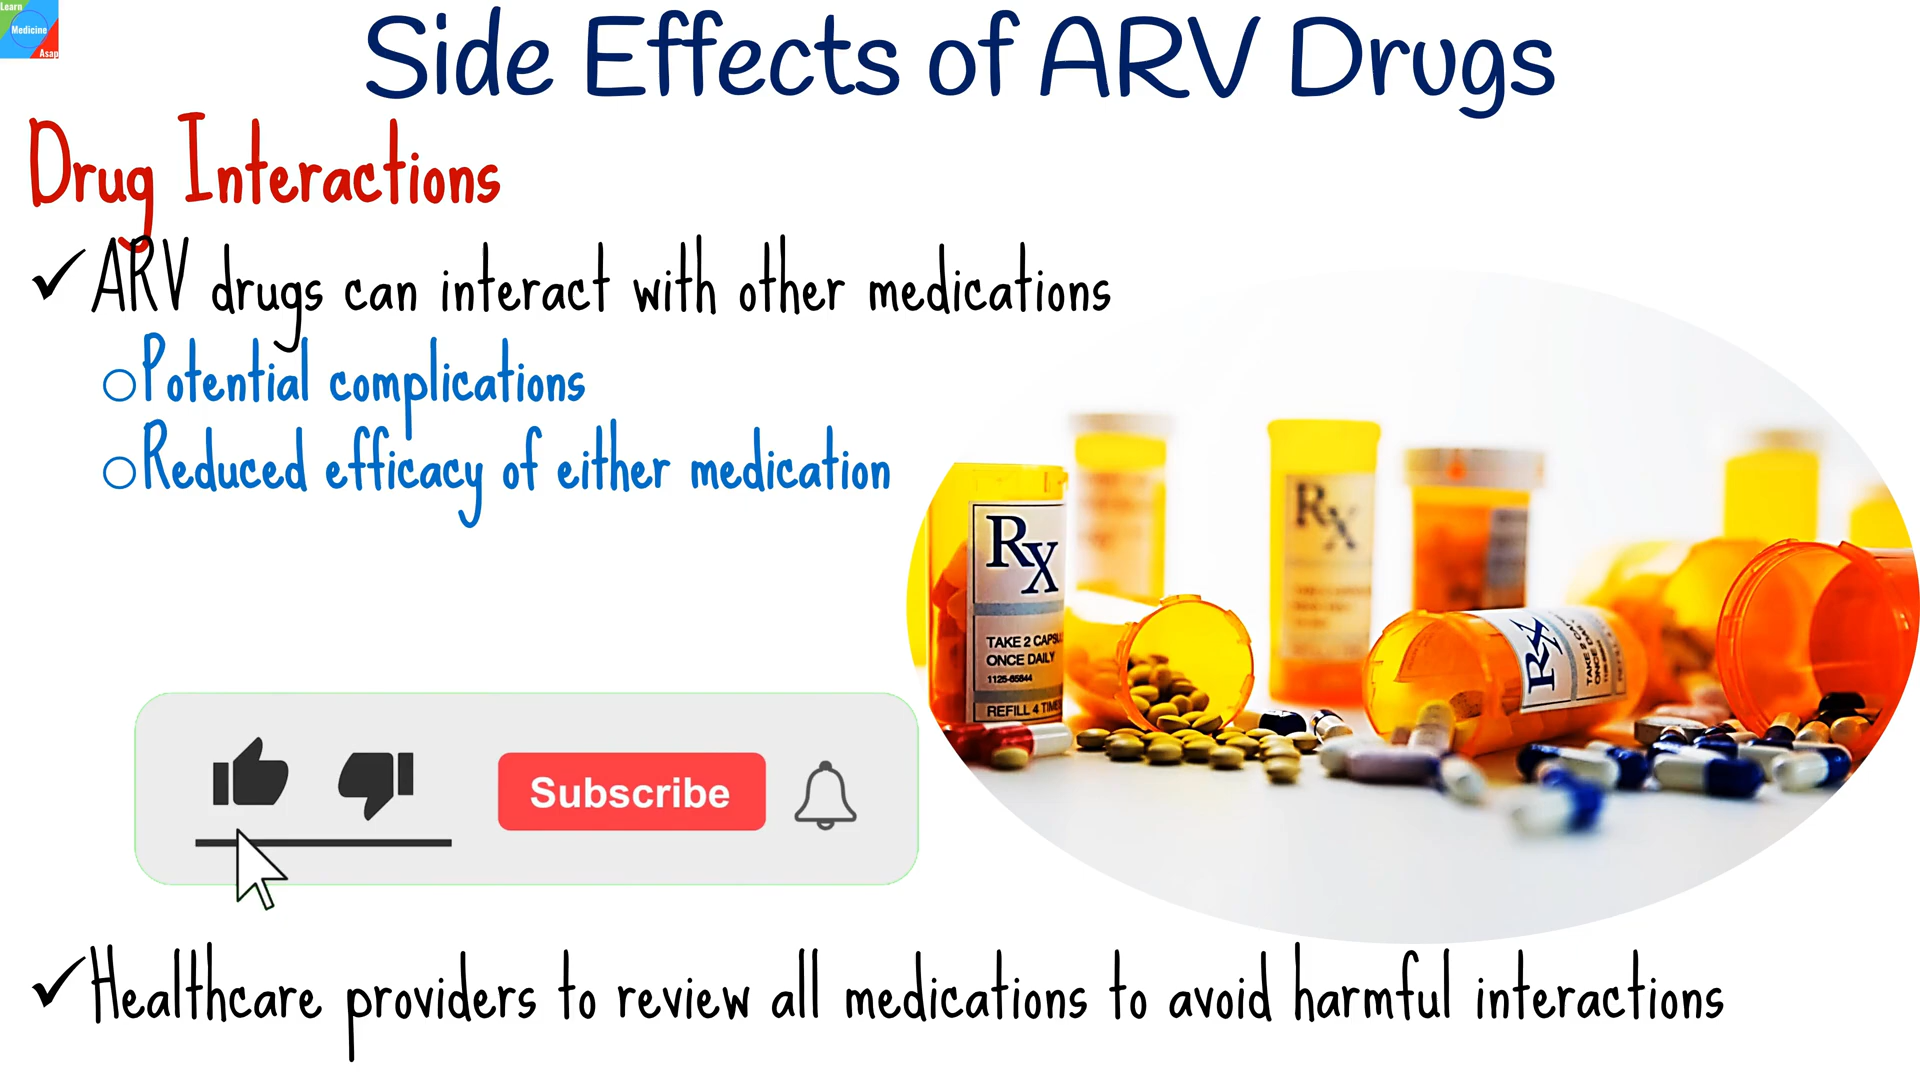 Learn
Medicine
Asap
Side Effects of ARV Drugs
Drug Interactions
ARV drugs can interact with other medications
Potential complications
Reduced efficacy of either medication
Rx
TAKE 2 CAPSU
ONCE DAILY
1125-65844
REFILL 4 TIME
Rx
Rx
Subscribe
Healthcare providers to review all medications to avoid harmful interactions